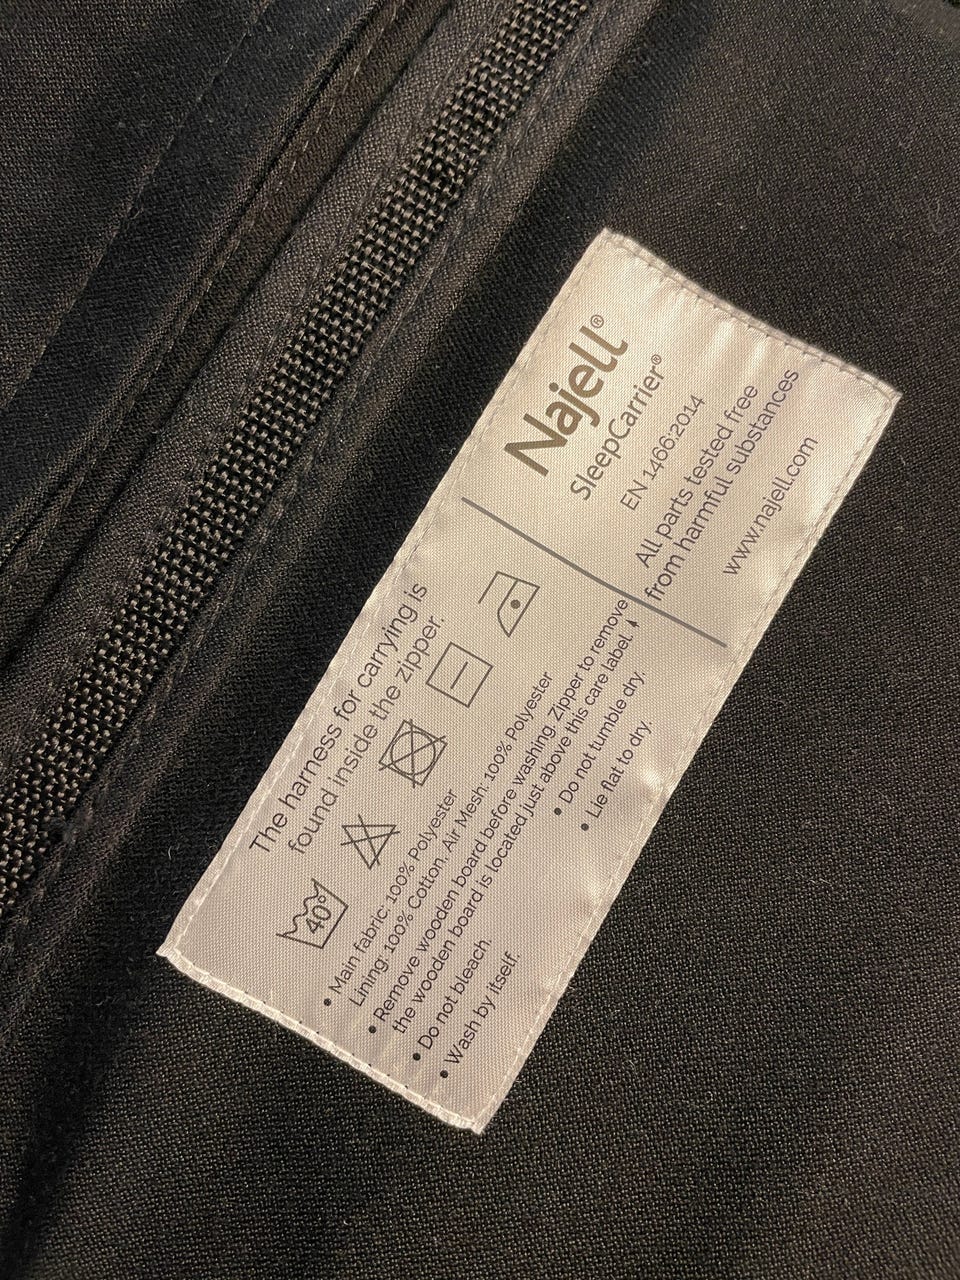 Najell®
SleepCarrier®
EN 1466:2014
All parts tested free
from harmful substances
www.najell.com
The harness for carrying is
found inside the zipper.
40°
• Main fabric: 100% Polyester
Lining: 100% Cotton. Air Mesh: 100% Polyester
• Remove wooden board before washing. Zipper to remove
the wooden board is located just above this care label.
• Do not bleach.
• Do not tumble dry
• Wash by itself.
• Lie flat to dry.